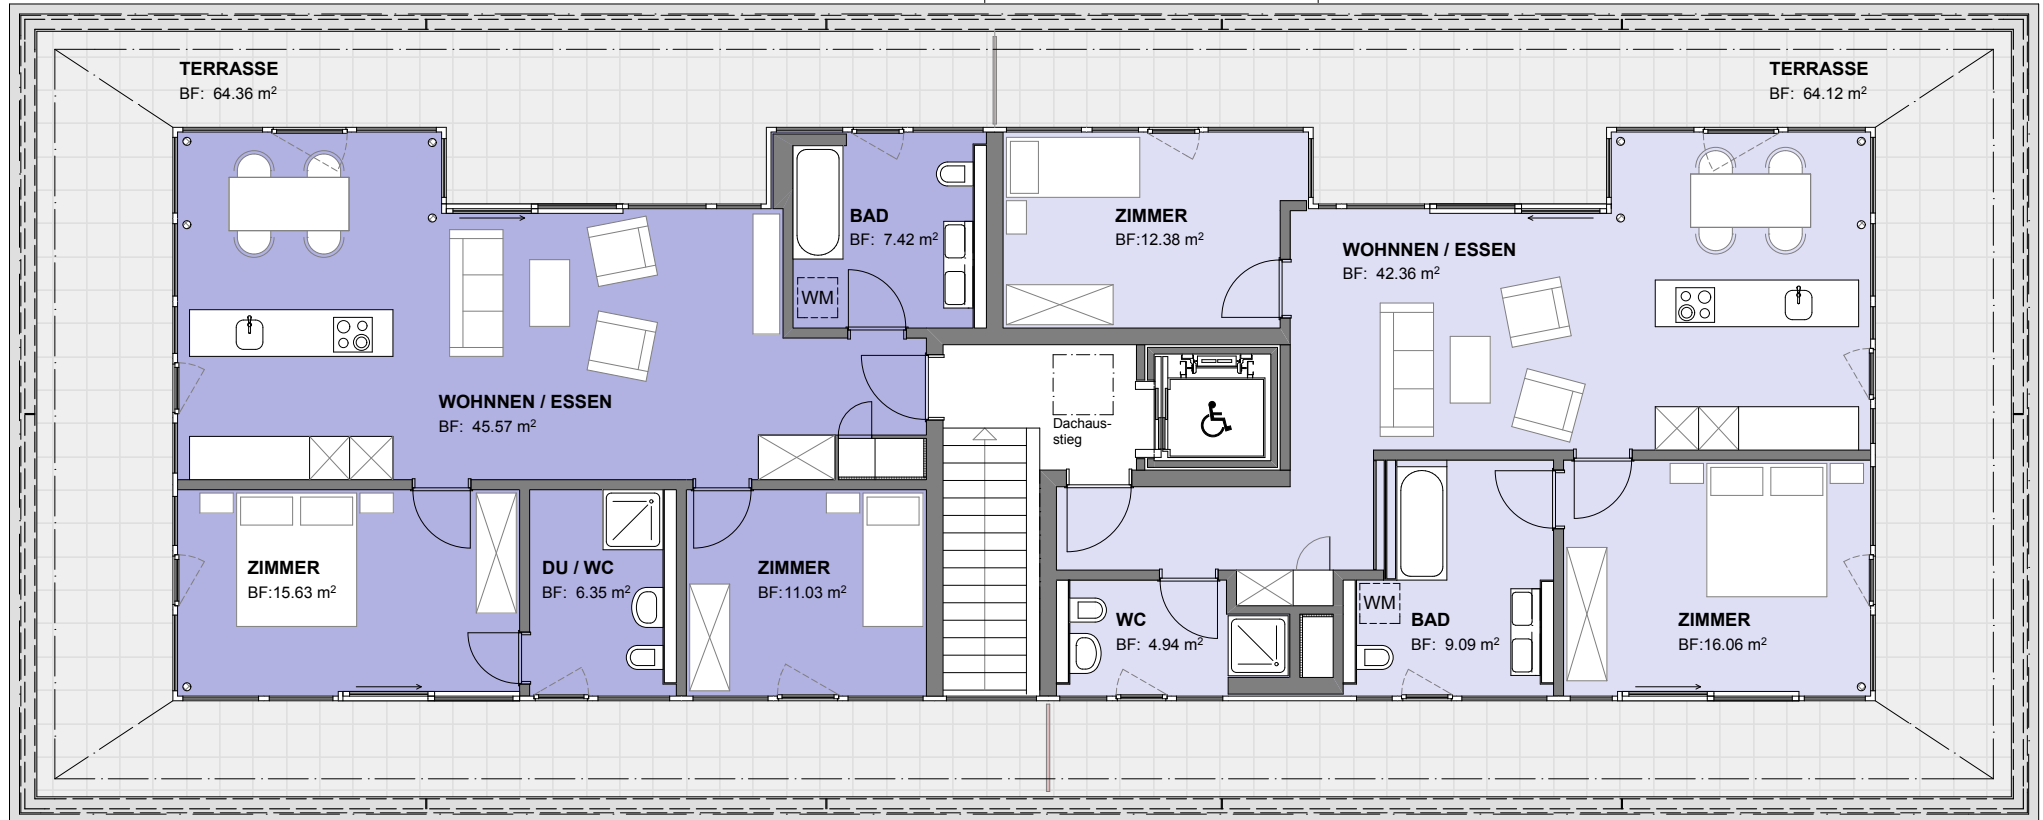 TERRASSE
BF: 64.36 m²
TERRASSE
BF: 64.12 m²
BAD
BF: 7.42 m²
ZIMMER
BF:12.38 m²
WOHNNEN / ESSEN
BF: 42.36 m²
WM
WOHNNEN / ESSEN
BF: 45.57 m²
Dachaus-
stieg
ZIMMER
BF:15.63 m²
DU / WC
BF: 6.35 m²
ZIMMER
BF:11.03 m²
WC
BF: 4.94 m²
WM
BAD
BF: 9.09 m²
ZIMMER
BF:16.06 m²